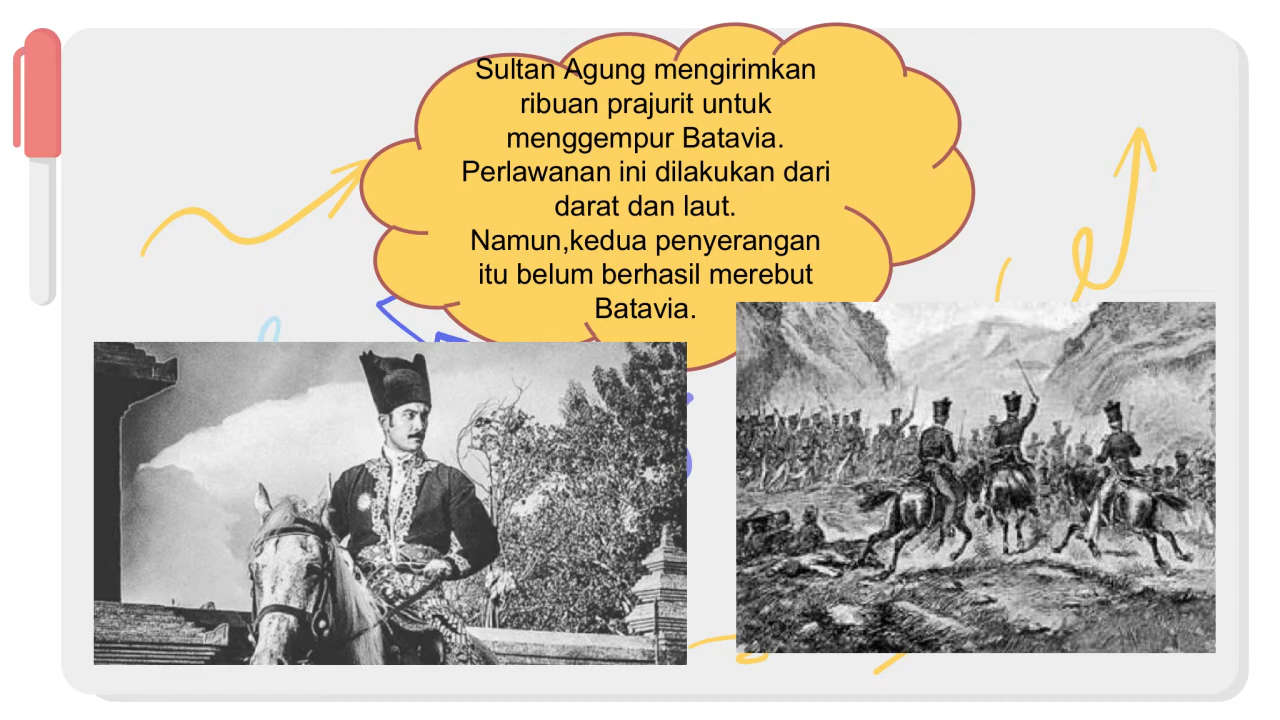 Sultan Agung mengirimkan
ribuan prajurit untuk
menggempur Batavia.
Perlawanan ini dilakukan dari
darat dan laut.
Namun,kedua penyerangan
itu belum berhasil merebut
Batavia.